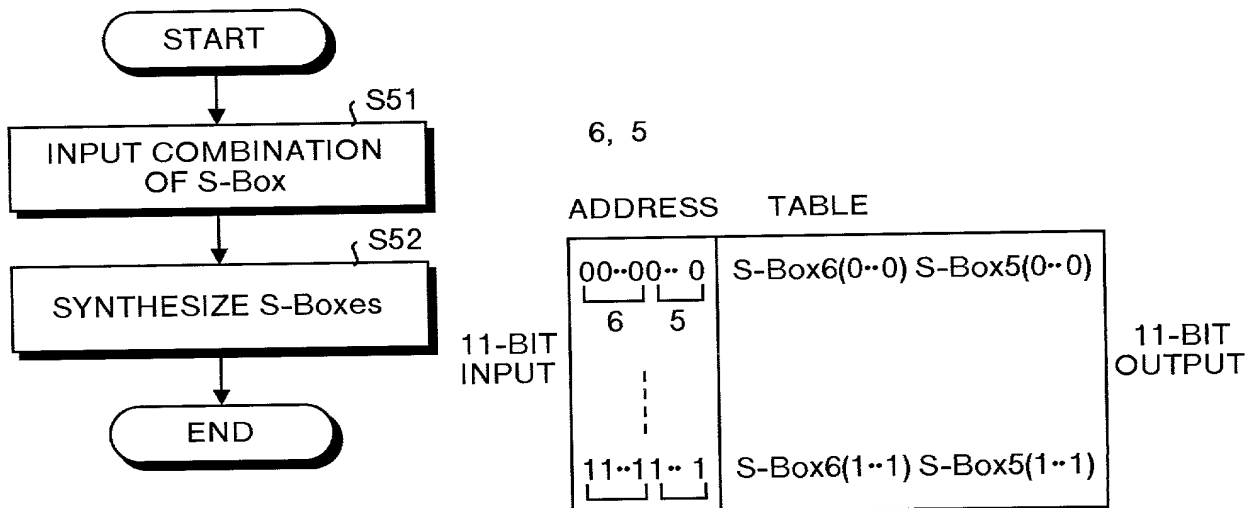 START
S51
INPUT COMBINATION
OF S-Box
S52
SYNTHESIZE S-Boxes
END
6, 5
ADDRESS TABLE
00··00·· 0 S-Box6(0··0) S-Box5(0··0)
6 5
11-BIT
INPUT
11-BIT
OUTPUT
11··11·· 1 S-Box6(1··1) S-Box5(1··1)